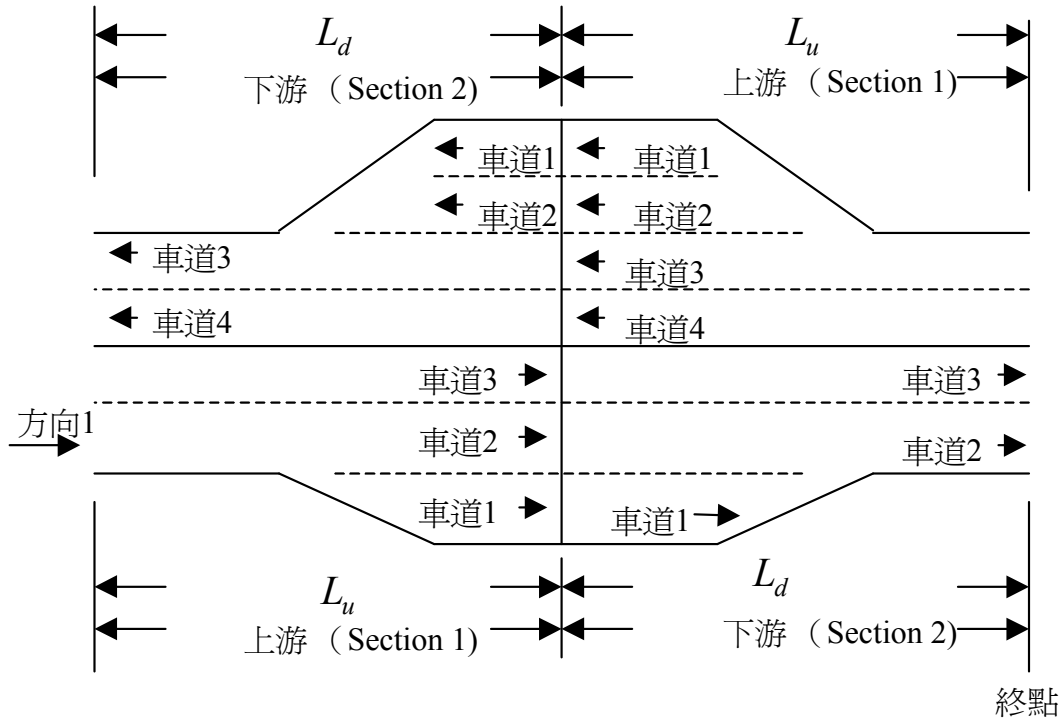 L_d L_u
下游（Section 2) 上游（Section 1)
車道1 車道1
車道2 車道2
車道3 車道3
車道4 車道4
車道3 車道3
方向1
車道2 車道2
車道1 車道1
L_u L_d
上游（Section 1) 下游（Section 2)
終點